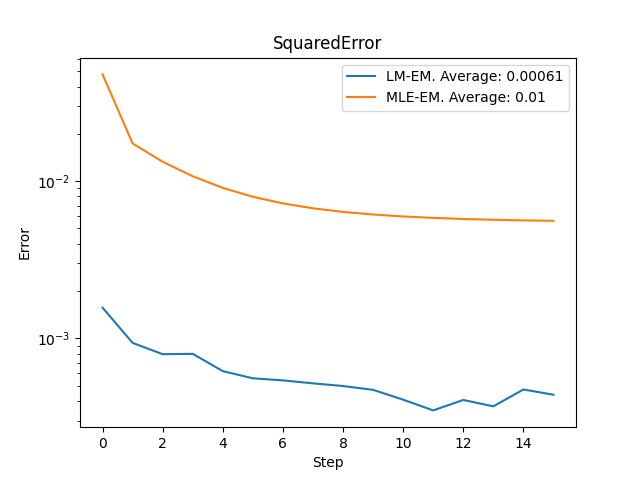 SquaredError
LM-EM. Average: 0.00061
MLE-EM. Average: 0.01
10⁻²
10⁻³
Error
0 2 4 6 8 10 12 14
Step